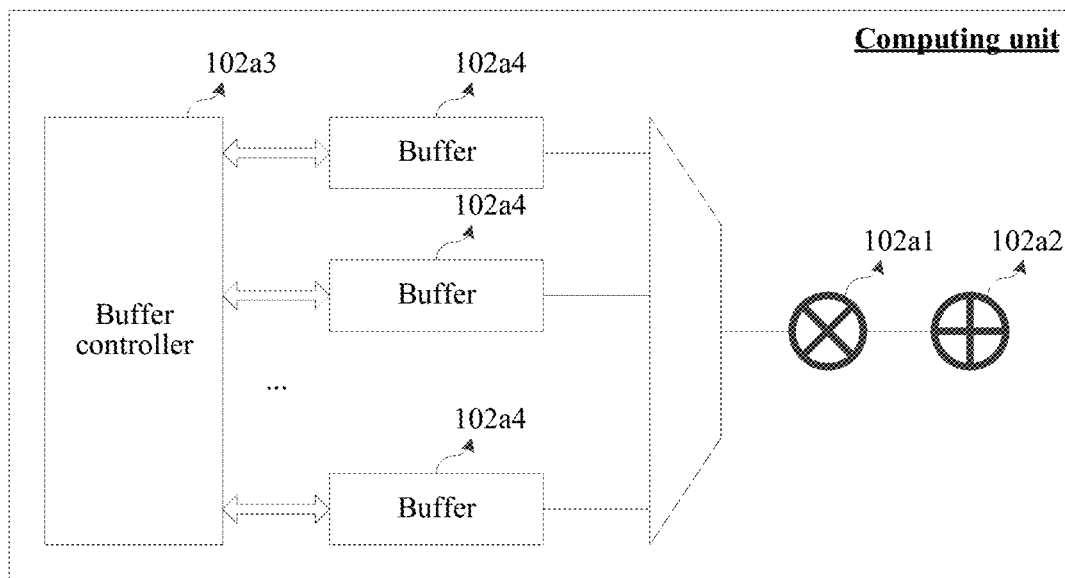 Computing unit
102a3
102a4
Buffer
102a4
102a1
102a2
Buffer
Buffer
controller
...
102a4
Buffer